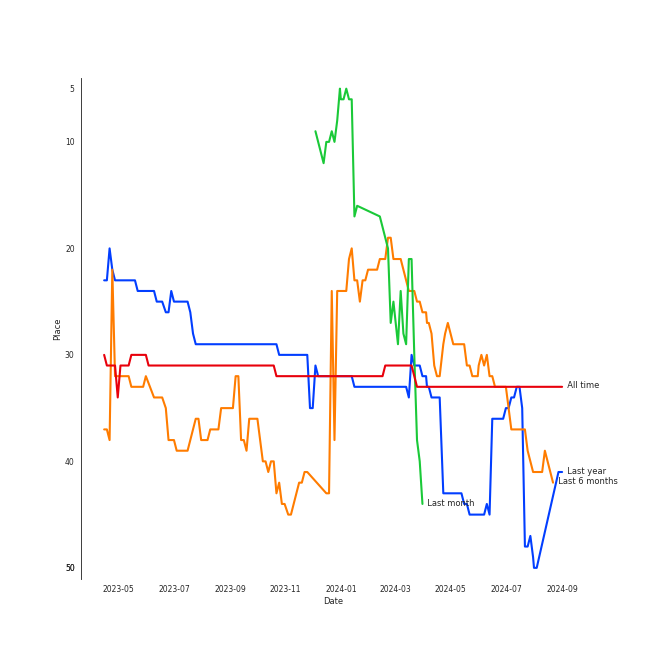 5
10
20
30
40
50
Place
2023-05
2023-07
2023-09
2023-11
2024-01
2024-03
2024-05
2024-07
2024-09
Date
All time
Last year
Last 6 months
Last month